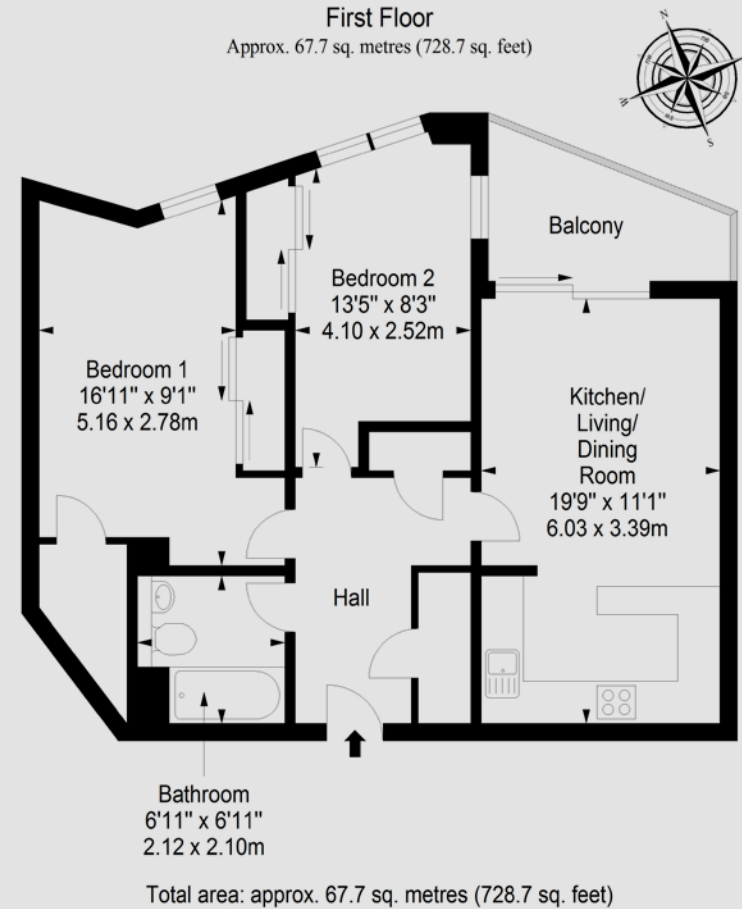 First Floor
Approx. 67.7 sq. metres (728.7 sq. feet)
N
W
S
Balcony
Bedroom 2
13'5" x 8'3"
4.10 x 2.52m
Bedroom 1
16'11" x 9'1"
5.16 x 2.78m
Kitchen/
Living/
Dining
Room
19'9" x 11'1"
6.03 x 3.39m
Hall
Bathroom
6'11" x 6'11"
2.12 x 2.10m
Total area: approx. 67.7 sq. metres (728.7 sq. feet)